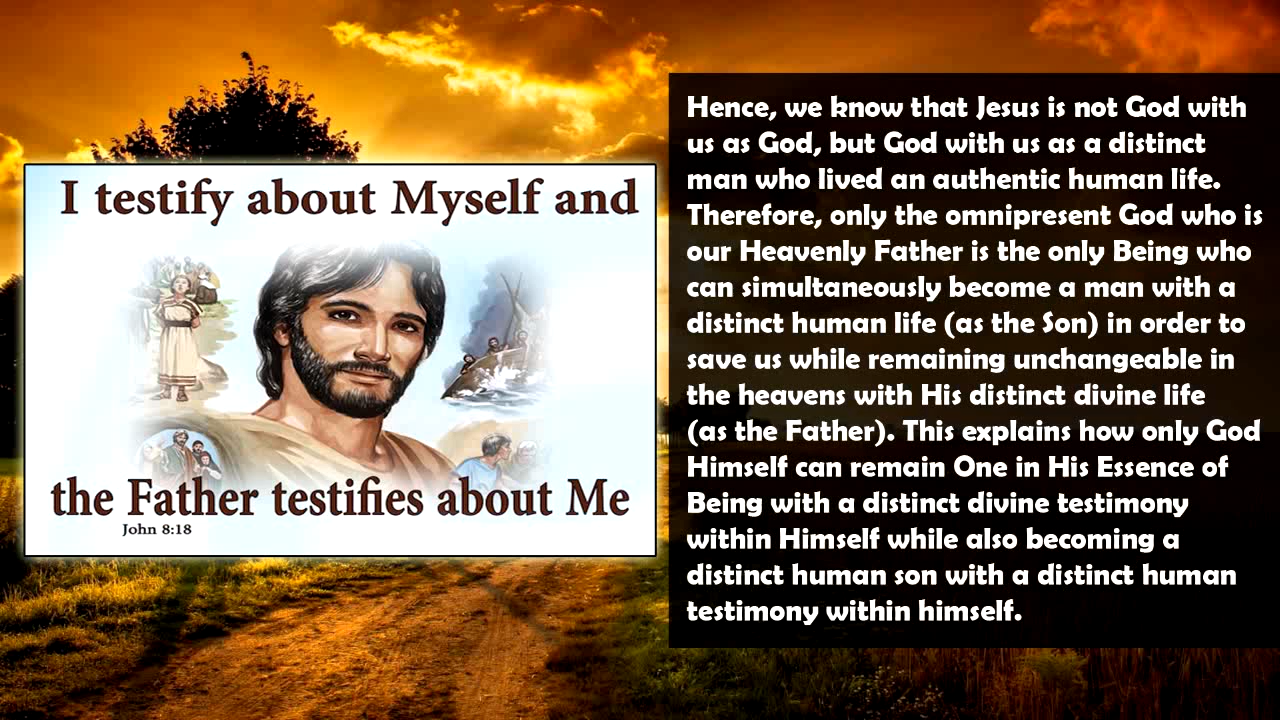 I testify about Myself and
the Father testifies about Me
John 8:18
Hence, we know that Jesus is not God with
us as God, but God with us as a distinct
man who lived an authentic human life.
Therefore, only the omnipresent God who is
our Heavenly Father is the only Being who
can simultaneously become a man with a
distinct human life (as the Son) in order to
save us while remaining unchangeable in
the heavens with His distinct divine life
(as the Father). This explains how only God
Himself can remain One in His Essence of
Being with a distinct divine testimony
within Himself while also becoming a
distinct human son with a distinct human
testimony within himself.